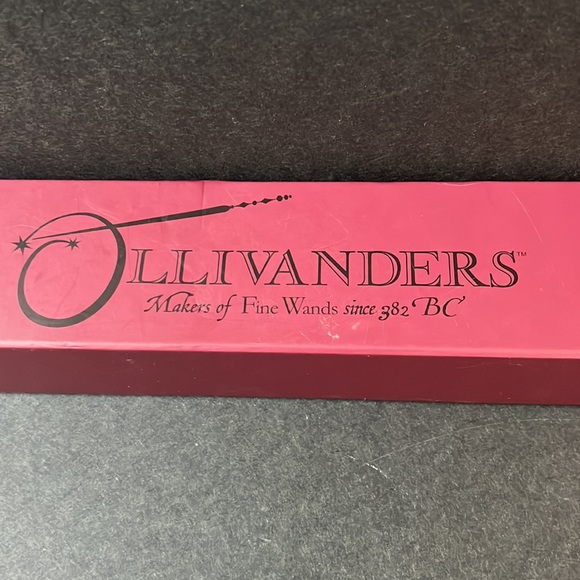 OLLIVANDERS™
Makers of Fine Wands since 382 BC